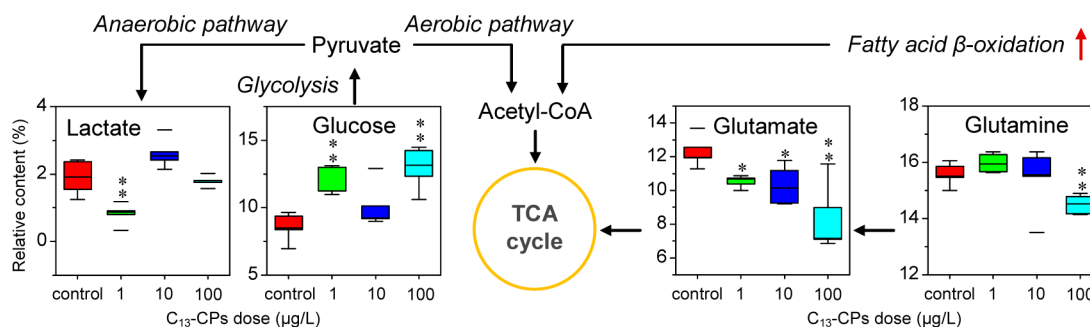 Anaerobic pathway
Aerobic pathway
Pyruvate
Fatty acid β-oxidation
Glycolysis
Acetyl-CoA
TCA
cycle
Relative content (%)
Lactate
4
2
0
**
control 1 10 100
Glucose
15
10
5
**
**
control 1 10 100
C₁₃-CPs dose (µg/L)
Glutamate
14
12
10
8
6
*
*
**
control 1 10 100
Glutamine
18
16
14
12
**
control 1 10 100
C₁₃-CPs dose (µg/L)